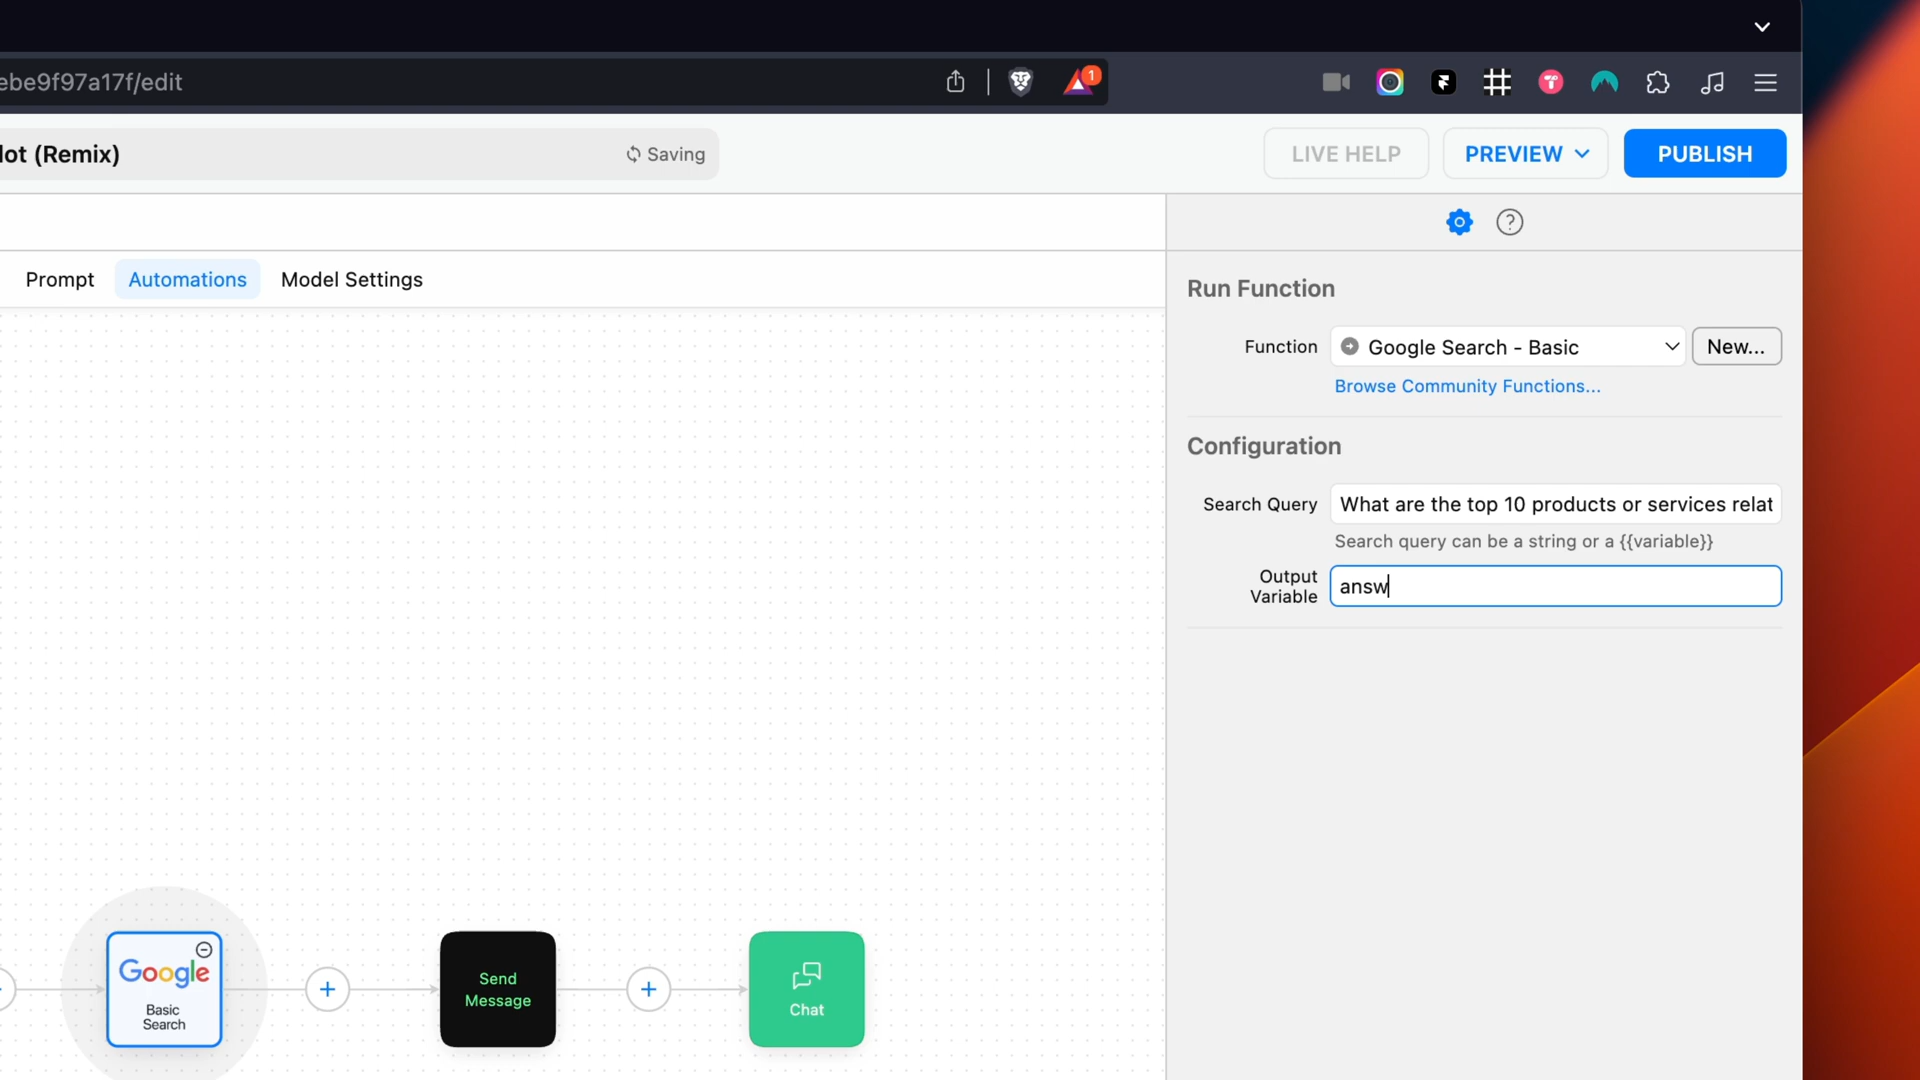 ebe9f97a17f/edit
1
lot (Remix)
Saving
LIVE HELP
PREVIEW
PUBLISH
Prompt
Automations
Model Settings
Run Function
Function
Google Search - Basic
New...
Browse Community Functions...
Configuration
Search Query
What are the top 10 products or services relat
Search query can be a string or a {{variable}}
Output
Variable
answ
Google
Basic
Search
Send
Message
Chat